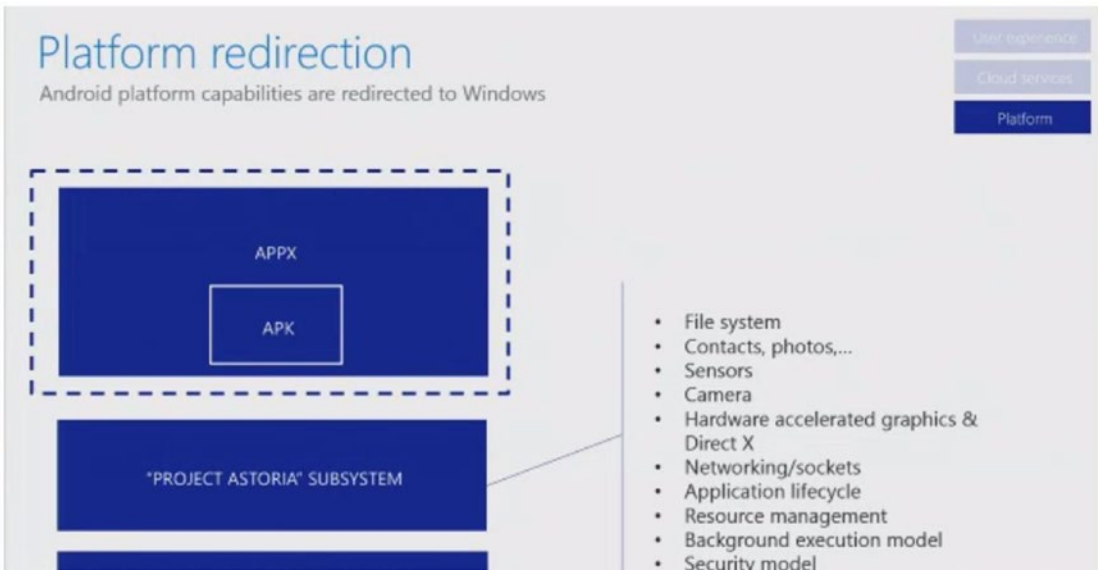 Platform redirection
Android platform capabilities are redirected to Windows
User experience
Cloud services
Platform
APPX
APK
"PROJECT ASTORIA" SUBSYSTEM
• File system
• Contacts, photos,...
• Sensors
• Camera
• Hardware accelerated graphics &
Direct X
• Networking/sockets
• Application lifecycle
• Resource management
• Background execution model
• Security model